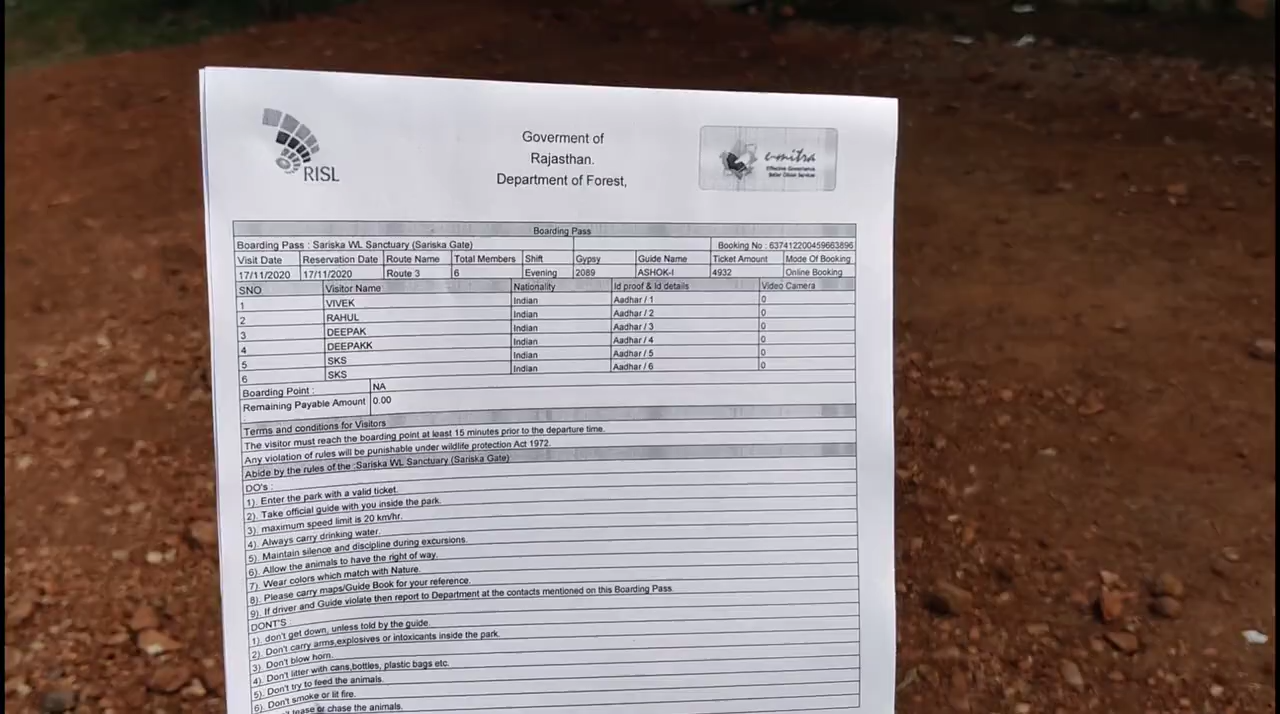 RISL
Goverment of
Rajasthan.
Department of Forest,
e-mitra
Effective Governance
Boarding Pass
Boarding Pass : Sariska WL Sanctuary (Sariska Gate) Booking No : 637412200459663896
Visit Date Reservation Date Route Name Total Members Shift Gypsy Guide Name Ticket Amount Mode Of Booking
17/11/2020 17/11/2020 Route 3 6 Evening 2089 ASHOK-I 4932 Online Booking
SNO Visitor Name Nationality Id proof & Id details Video Camera
1 VIVEK Indian Aadhar / 1 0
2 RAHUL Indian Aadhar / 2 0
3 DEEPAK Indian Aadhar / 3 0
4 DEEPAKK Indian Aadhar / 4 0
5 SKS Indian Aadhar / 5 0
6 SKS Indian Aadhar / 6 0
Boarding Point : NA
Remaining Payable Amount : 0.00
Terms and conditions for Visitors
The visitor must reach the boarding point at least 15 minutes prior to the departure time.
Any violation of rules will be punishable under wildlife protection Act 1972.
Abide by the rules of the :Sariska WL Sanctuary (Sariska Gate)
DO's :
1). Enter the park with a valid ticket.
2). Take official guide with you inside the park.
3). maximum speed limit is 20 km/hr.
4). Always carry drinking water.
5). Maintain silence and discipline during excursions.
6). Allow the animals to have the right of way.
7). Wear colors which match with Nature.
8). Please carry maps/Guide Book for your reference.
9). If driver and Guide violate then report to Department at the contacts mentioned on this Boarding Pass.
DONT'S :
1). don't get down, unless told by the guide.
2). Don't carry arms,explosives or intoxicants inside the park.
3). Don't blow horn.
4). Don't litter with cans,bottles, plastic bags etc.
5). Don't try to feed the animals.
6). Don't smoke or lit fire.
tease or chase the animals.